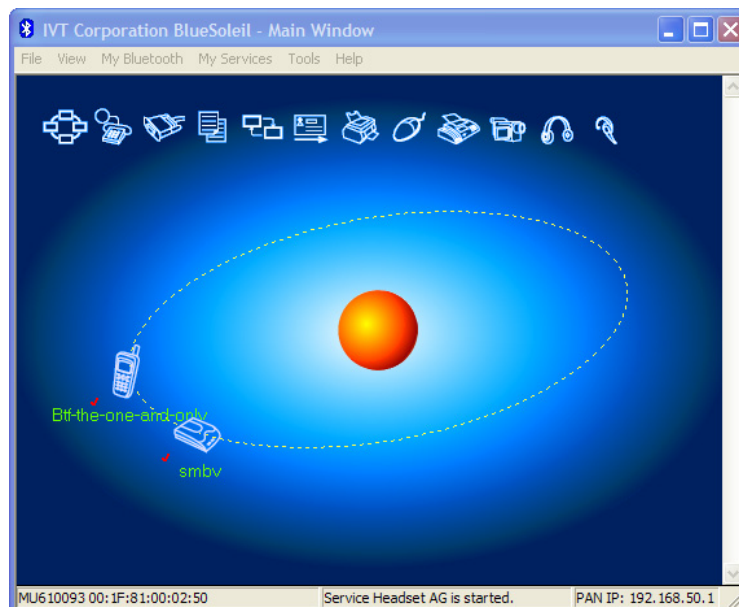 IVT Corporation BlueSoleil - Main Window
File View My Bluetooth My Services Tools Help
Btf-the-one-and-only
smbv
MU610093 00:1F:81:00:02:50 Service Headset AG is started. PAN IP: 192.168.50.1